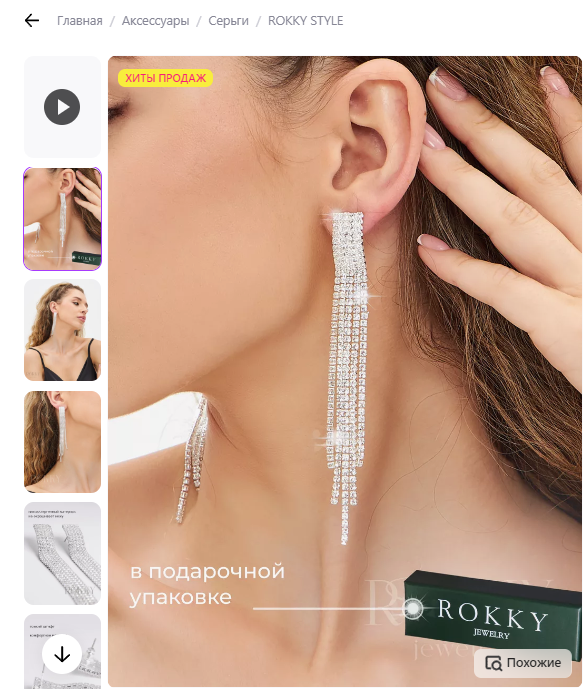 Главная / Аксессуары / Серьги / ROKKY STYLE
ХИТЫ ПРОДАЖ
в подарочной
упаковке
ROKKY
JEWELRY
Похожие